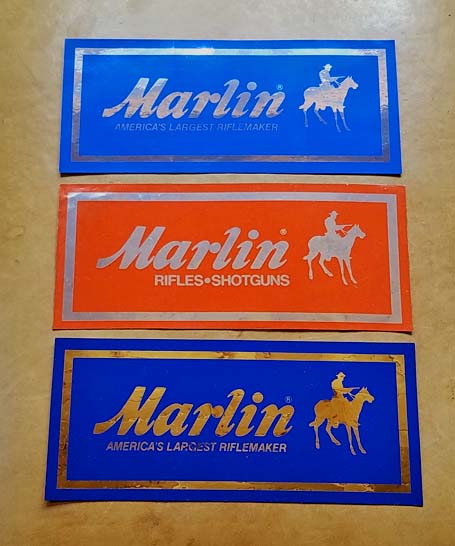 Marlin®
AMERICA'S LARGEST RIFLEMAKER
Marlin®
RIFLES•SHOTGUNS
Marlin®
AMERICA'S LARGEST RIFLEMAKER